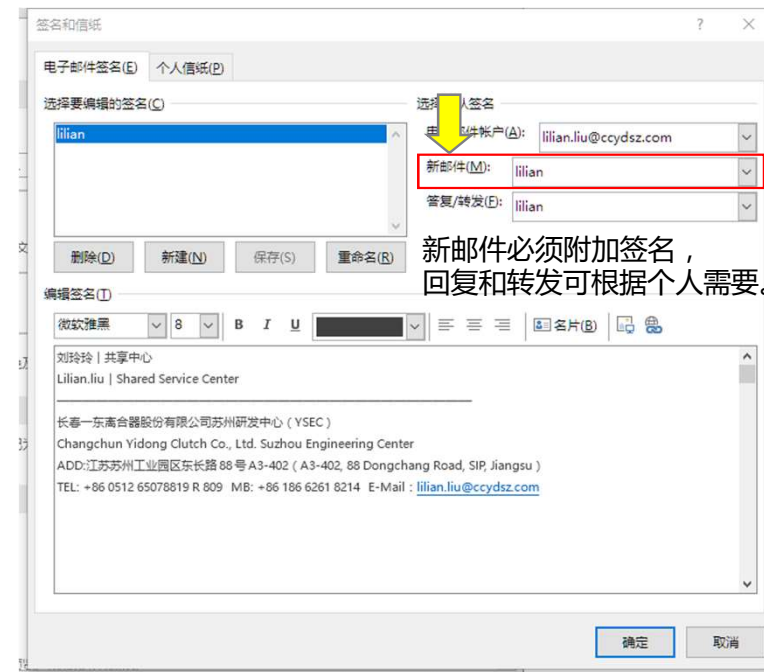 签名和信纸
电子邮件签名(E) 个人信纸(P)
选择要编辑的签名(C)
lilian
删除(D) 新建(N) 保存(S) 重命名(R)
签名
(A): lilian.liu@ccydsz.com
新邮件(M): lilian
答复/转发(F): lilian
新邮件必须附加签名，
回复和转发可根据个人需要。
编辑签名(T)
微软雅黑 8 B I U 名片(B)
刘玲玲 | 共享中心
Lilian.liu | Shared Service Center
长春一东离合器股份有限公司苏州研发中心（YSEC）
Changchun Yidong Clutch Co., Ltd. Suzhou Engineering Center
ADD:江苏苏州工业园区东长路 88 号 A3-402（A3-402, 88 Dongchang Road, SIP, Jiangsu）
TEL: +86 0512 65078819 R 809 MB: +86 186 6261 8214 E-Mail：lilian.liu@ccydsz.com
确定 取消